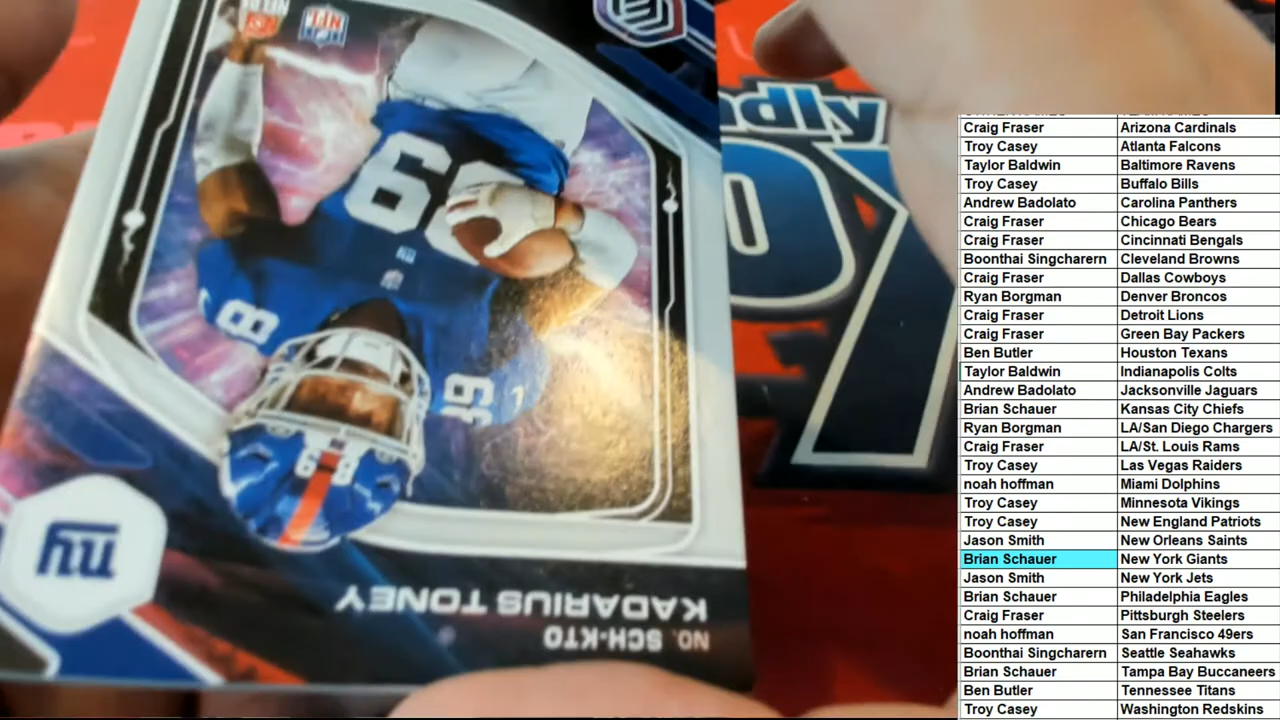 NO. SCH-KTO
KADARIUS TONEY
ny
89
89
dly
Craig Fraser Arizona Cardinals
Troy Casey Atlanta Falcons
Taylor Baldwin Baltimore Ravens
Troy Casey Buffalo Bills
Andrew Badolato Carolina Panthers
Craig Fraser Chicago Bears
Craig Fraser Cincinnati Bengals
Boonthai Singcharern Cleveland Browns
Craig Fraser Dallas Cowboys
Ryan Borgman Denver Broncos
Craig Fraser Detroit Lions
Craig Fraser Green Bay Packers
Ben Butler Houston Texans
Taylor Baldwin Indianapolis Colts
Andrew Badolato Jacksonville Jaguars
Brian Schauer Kansas City Chiefs
Ryan Borgman LA/San Diego Chargers
Craig Fraser LA/St. Louis Rams
Troy Casey Las Vegas Raiders
noah hoffman Miami Dolphins
Troy Casey Minnesota Vikings
Troy Casey New England Patriots
Jason Smith New Orleans Saints
Brian Schauer New York Giants
Jason Smith New York Jets
Brian Schauer Philadelphia Eagles
Craig Fraser Pittsburgh Steelers
noah hoffman San Francisco 49ers
Boonthai Singcharern Seattle Seahawks
Brian Schauer Tampa Bay Buccaneers
Ben Butler Tennessee Titans
Troy Casey Washington Redskins